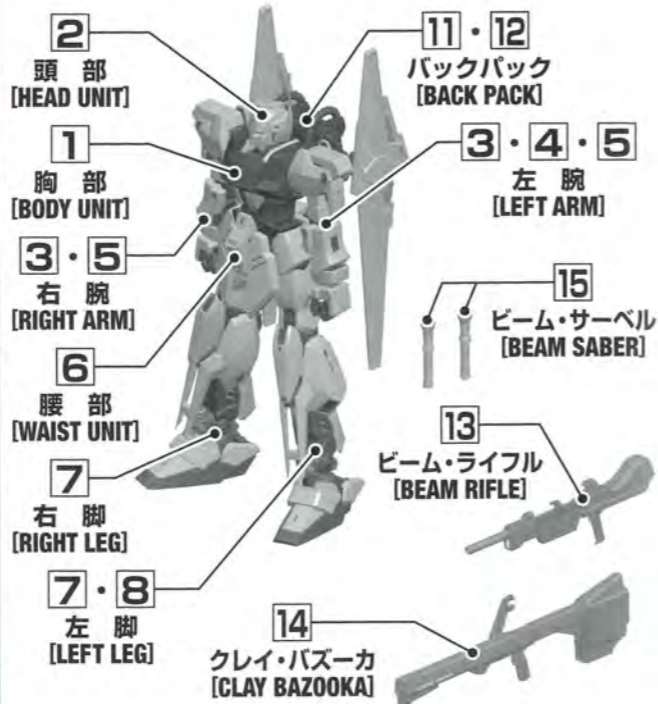 2
頭 部
[HEAD UNIT]
1
胸 部
[BODY UNIT]
3・5
右 腕
[RIGHT ARM]
6
腰 部
[WAIST UNIT]
7
右 脚
[RIGHT LEG]
7・8
左 脚
[LEFT LEG]
11・12
バックパック
[BACK PACK]
3・4・5
左 腕
[LEFT ARM]
15
ビーム・サーベル
[BEAM SABER]
13
ビーム・ライフル
[BEAM RIFLE]
14
クレイ・バズーカ
[CLAY BAZOOKA]